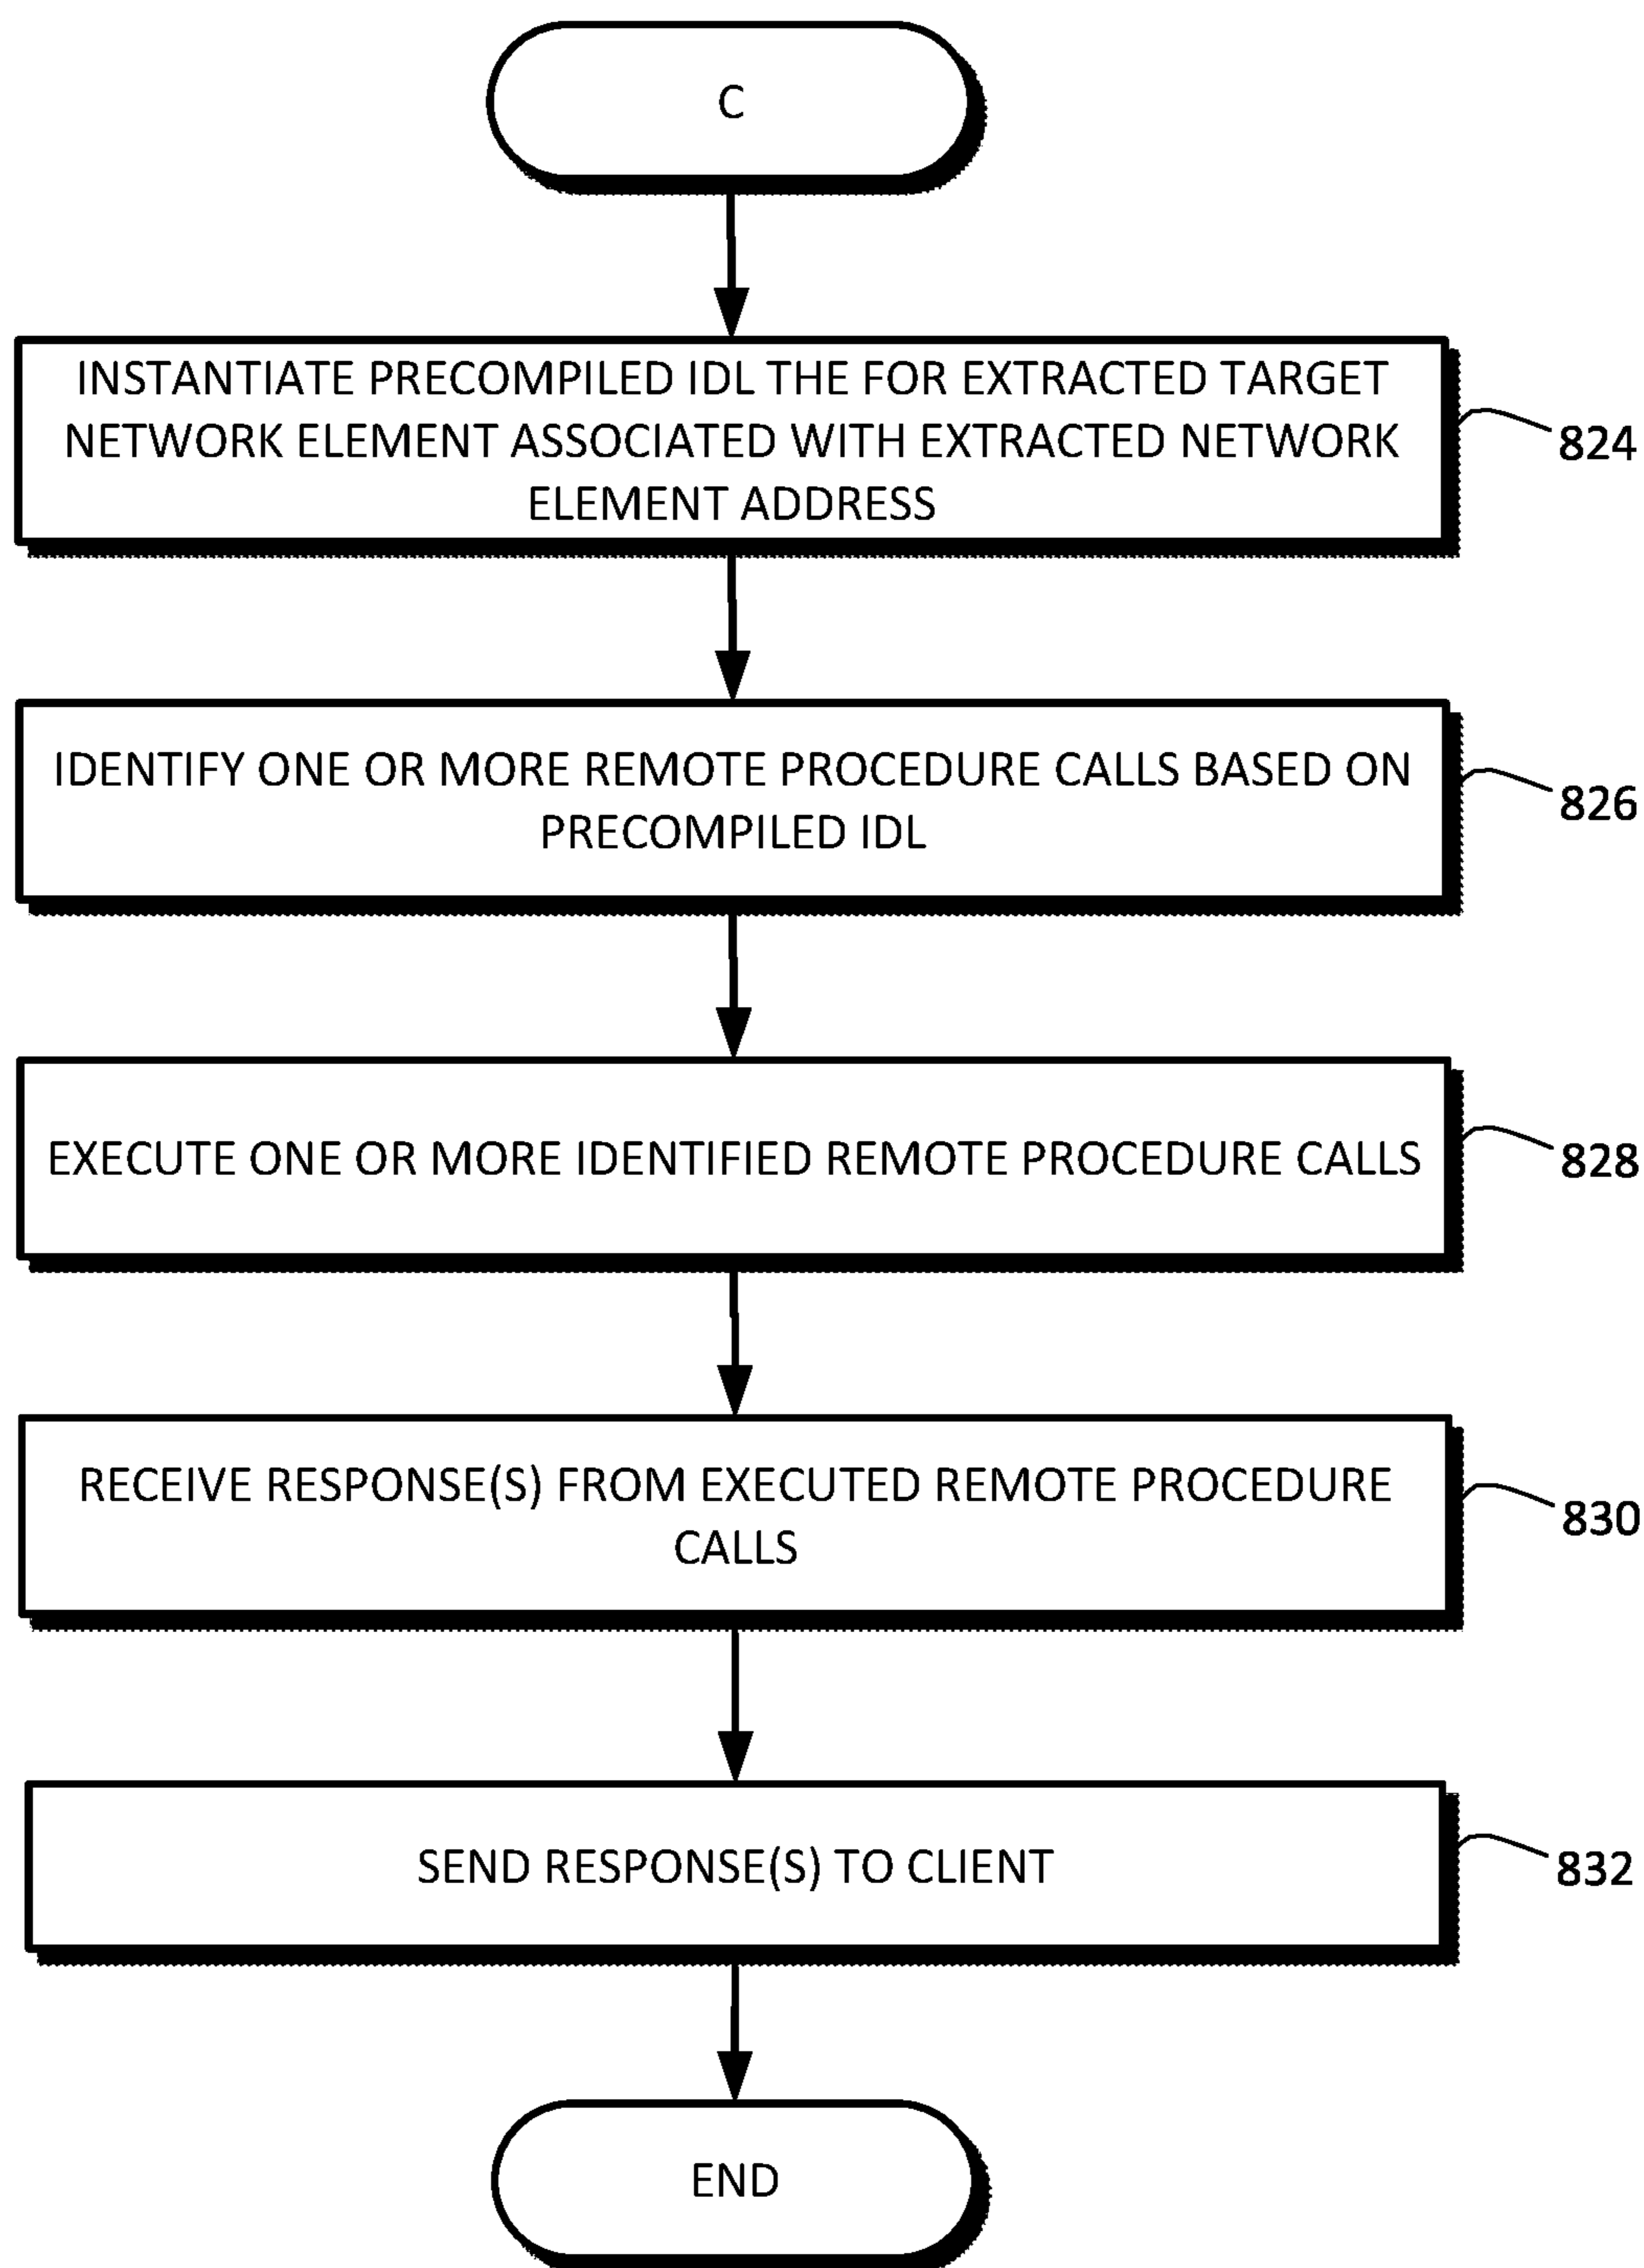 C
INSTANTIATE PRECOMPILED IDL THE FOR EXTRACTED TARGET
NETWORK ELEMENT ASSOCIATED WITH EXTRACTED NETWORK
ELEMENT ADDRESS
824
IDENTIFY ONE OR MORE REMOTE PROCEDURE CALLS BASED ON
PRECOMPILED IDL
826
EXECUTE ONE OR MORE IDENTIFIED REMOTE PROCEDURE CALLS
828
RECEIVE RESPONSE(S) FROM EXECUTED REMOTE PROCEDURE
CALLS
830
SEND RESPONSE(S) TO CLIENT
832
END